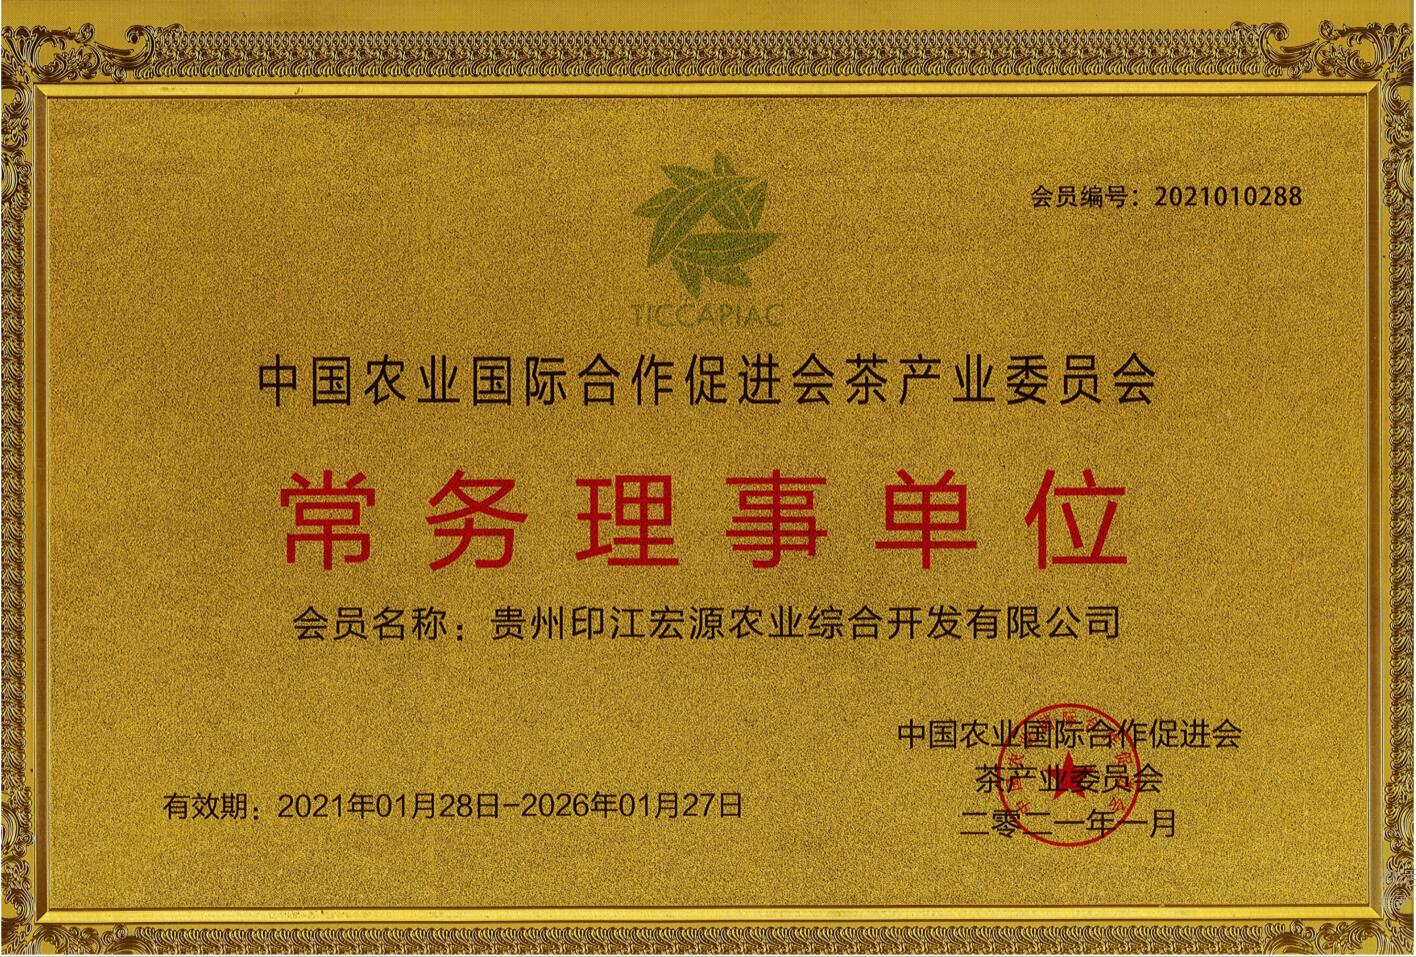 会员编号：2021010288
TICCAPIAC
中国农业国际合作促进会茶产业委员会
常务理事单位
会员名称：贵州印江宏源农业综合开发有限公司
中国农业国际合作促进会
茶产业委员会
有效期：2021年01月28日-2026年01月27日
二零二一年一月